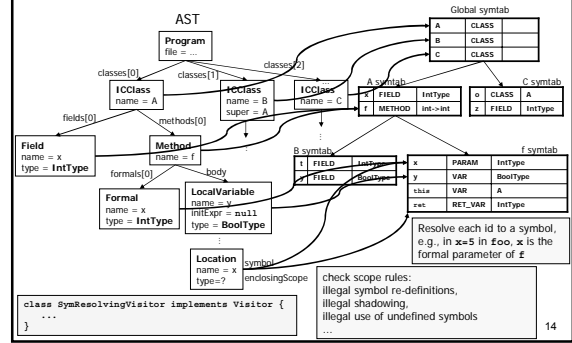 AST
Global symtab
A CLASS
B CLASS
C CLASS
Program
file = ...
classes[0]
classes[1]
classes[2]
...
ICClass
name = A
ICClass
name = B
super = A
ICClass
name = C
A symtab
x FIELD IntType
f METHOD int->int
C symtab
o CLASS A
z FIELD IntType
fields[0]
methods[0]
Field
name = x
type = IntType
Method
name = f
formals[0]
body
B symtab
t FIELD IntType
y FIELD BoolType
f symtab
x PARAM IntType
y VAR BoolType
this VAR A
ret RET_VAR IntType
Formal
name = x
type = IntType
LocalVariable
name = y
initExpr = null
type = BoolType
Location
name = x
type=?
symbol
enclosingScope
Resolve each id to a symbol,
e.g., in x=5 in foo, x is the
formal parameter of f
check scope rules:
illegal symbol re-definitions,
illegal shadowing,
illegal use of undefined symbols
...
class SymResolvingVisitor implements Visitor {
...
}
14